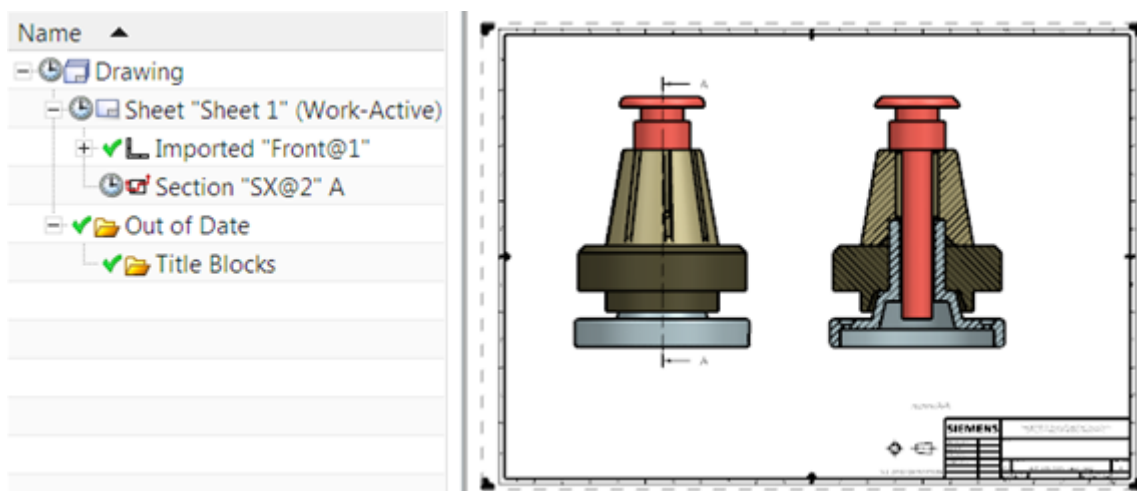 Name
Drawing
Sheet "Sheet 1" (Work-Active)
Imported "Front@1"
Section "SX@2" A
Out of Date
Title Blocks
A
A
SIEMENS